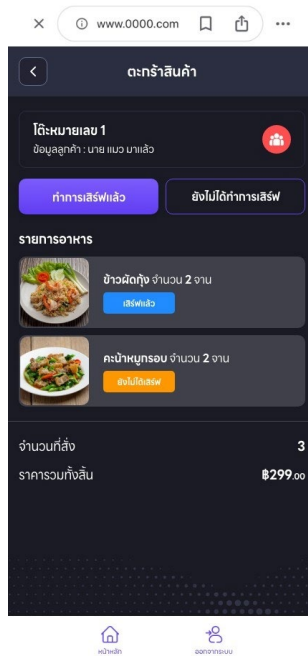 www.0000.com
ตะกร้าสินค้า
โต๊ะหมายเลข 1
ข้อมูลลูกค้า : นาย แมว มาแล้ว
ทำการเสิร์ฟแล้ว
ยังไม่ได้ทำการเสิร์ฟ
รายการอาหาร
ข้าวผัดกุ้ง จำนวน 2 จาน
เสิร์ฟแล้ว
คะน้าหมูกรอบ จำนวน 2 จาน
ยังไม่ได้เสริฟ
จำนวนที่สั่ง 3
ราคารวมทั้งสิ้น ฿299.00
หน้าหลัก ออกจากระบบ